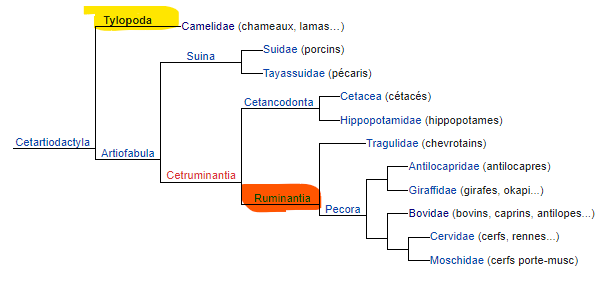 Tylopoda
Camelidae (chameaux, lamas...)
Suina
Suidae (porcins)
Tayassuidae (pécaris)
Cetancodonta
Cetacea (cétacés)
Hippopotamidae (hippopotames)
Cetartiodactyla
Artiofabula
Cetruminantia
Tragulidae (chevrotains)
Ruminantia
Antilocapridae (antilocapres)
Giraffidae (girafes, okapi...)
Pecora
Bovidae (bovins, caprins, antilopes...)
Cervidae (cerfs, rennes...)
Moschidae (cerfs porte-musc)